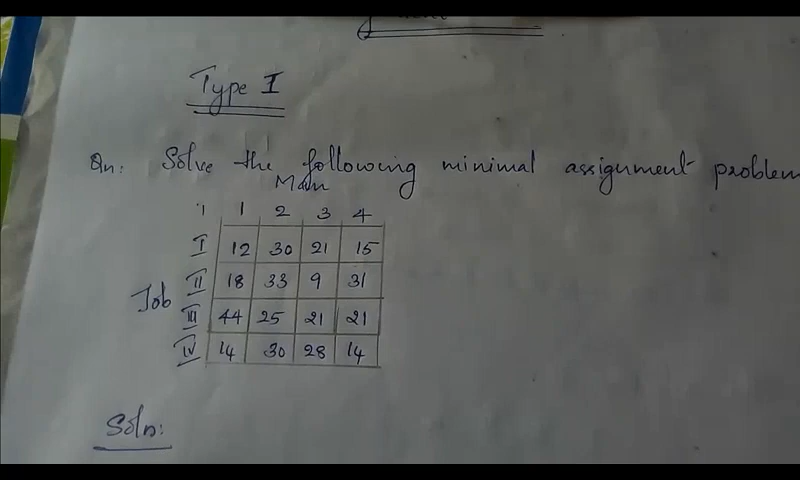 Type I
Qn: Solve the following minimal assignment problem
Man
1 2 3 4
I 12 30 21 15
II 18 33 9 31
Job III 44 25 21 21
IV 14 30 28 14
Soln: